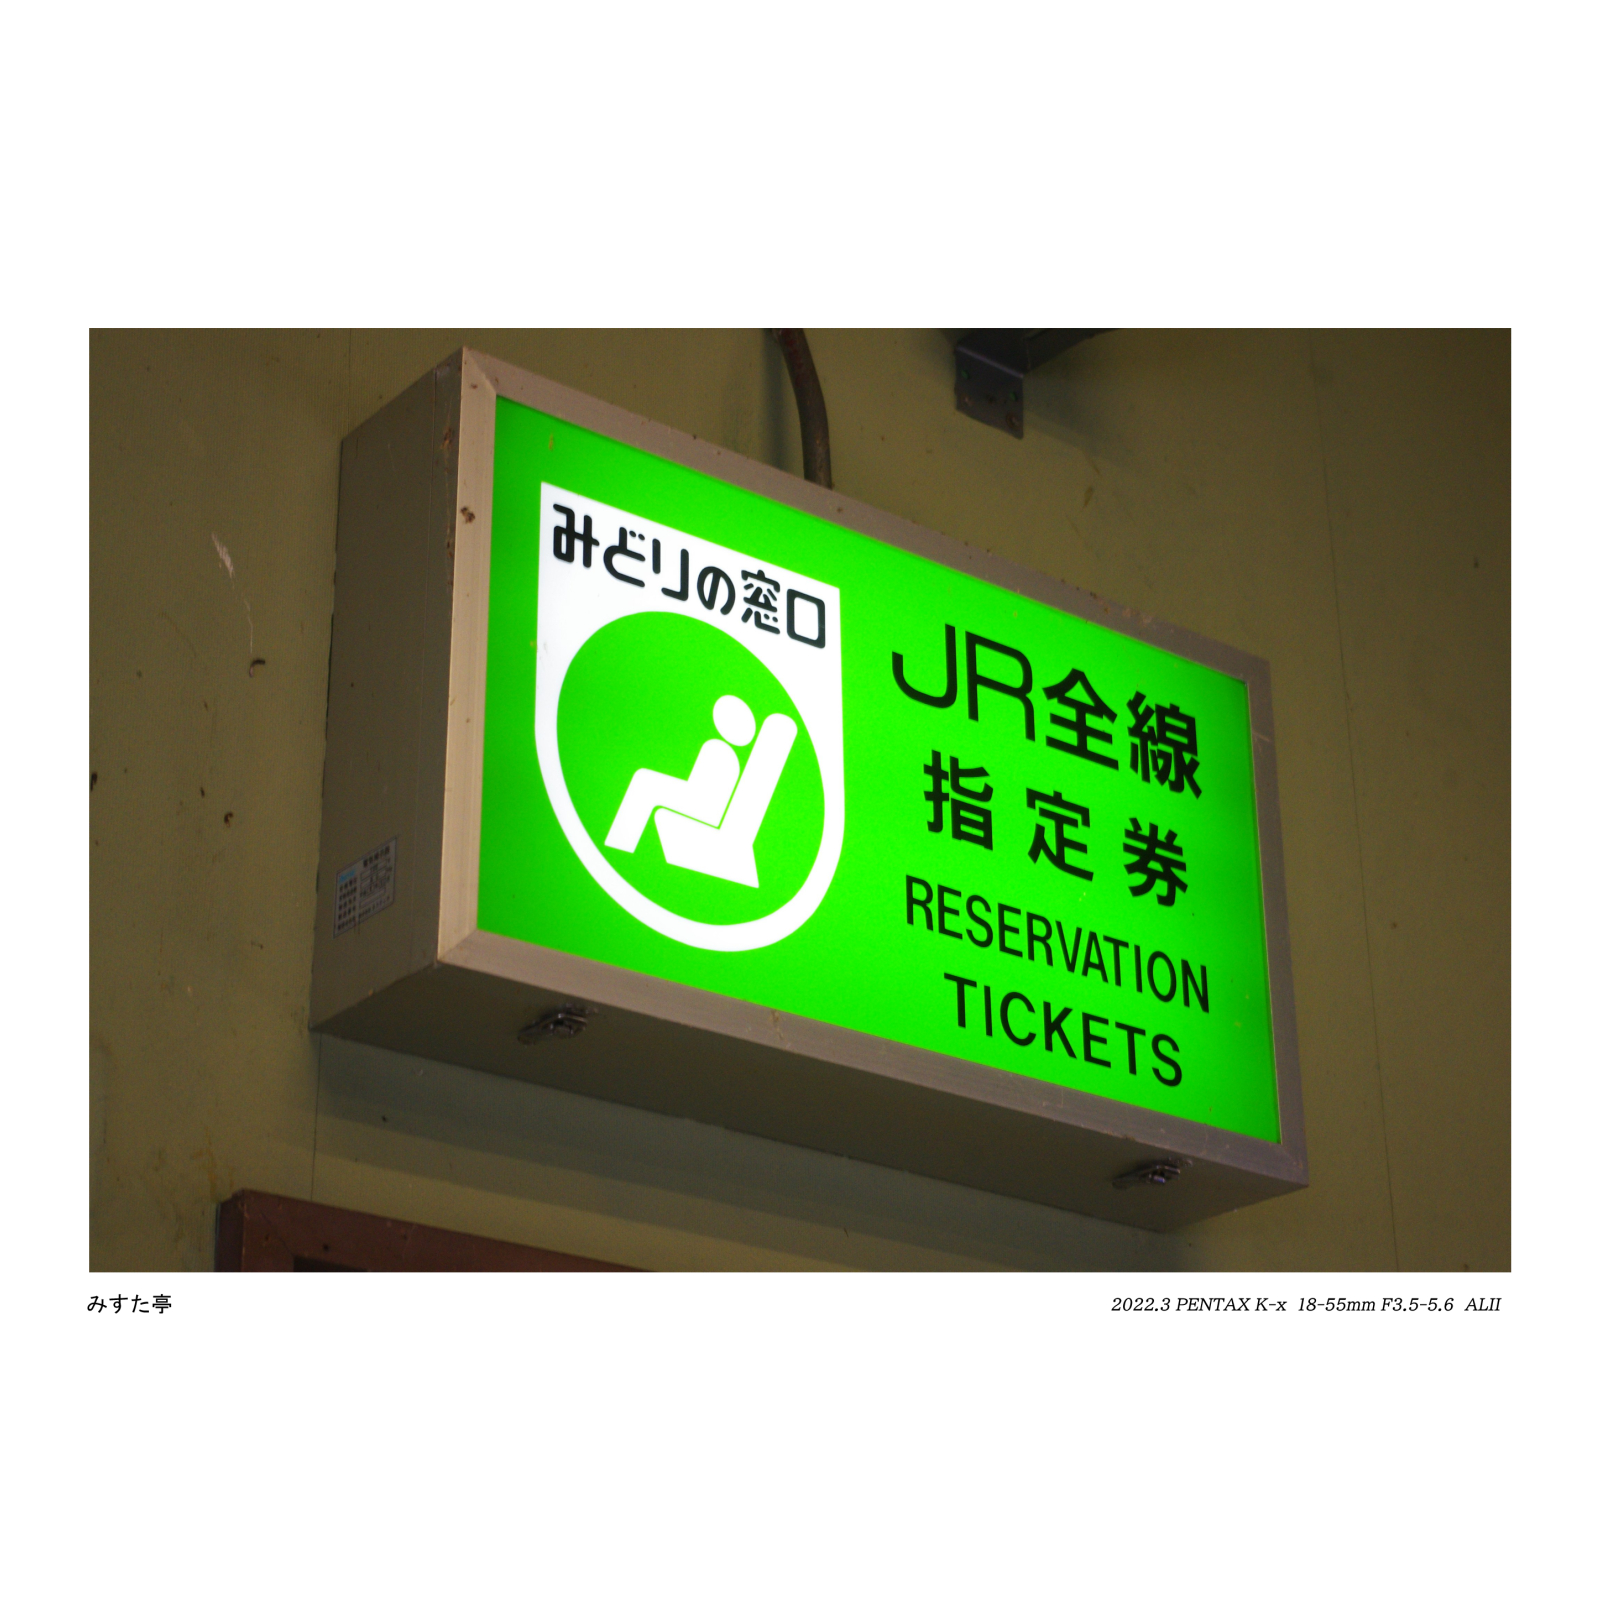 みどりの窓口
JR全線
指定券
RESERVATION
TICKETS
みすた亭
2022.3 PENTAX K-x 18-55mm F3.5-5.6 ALII